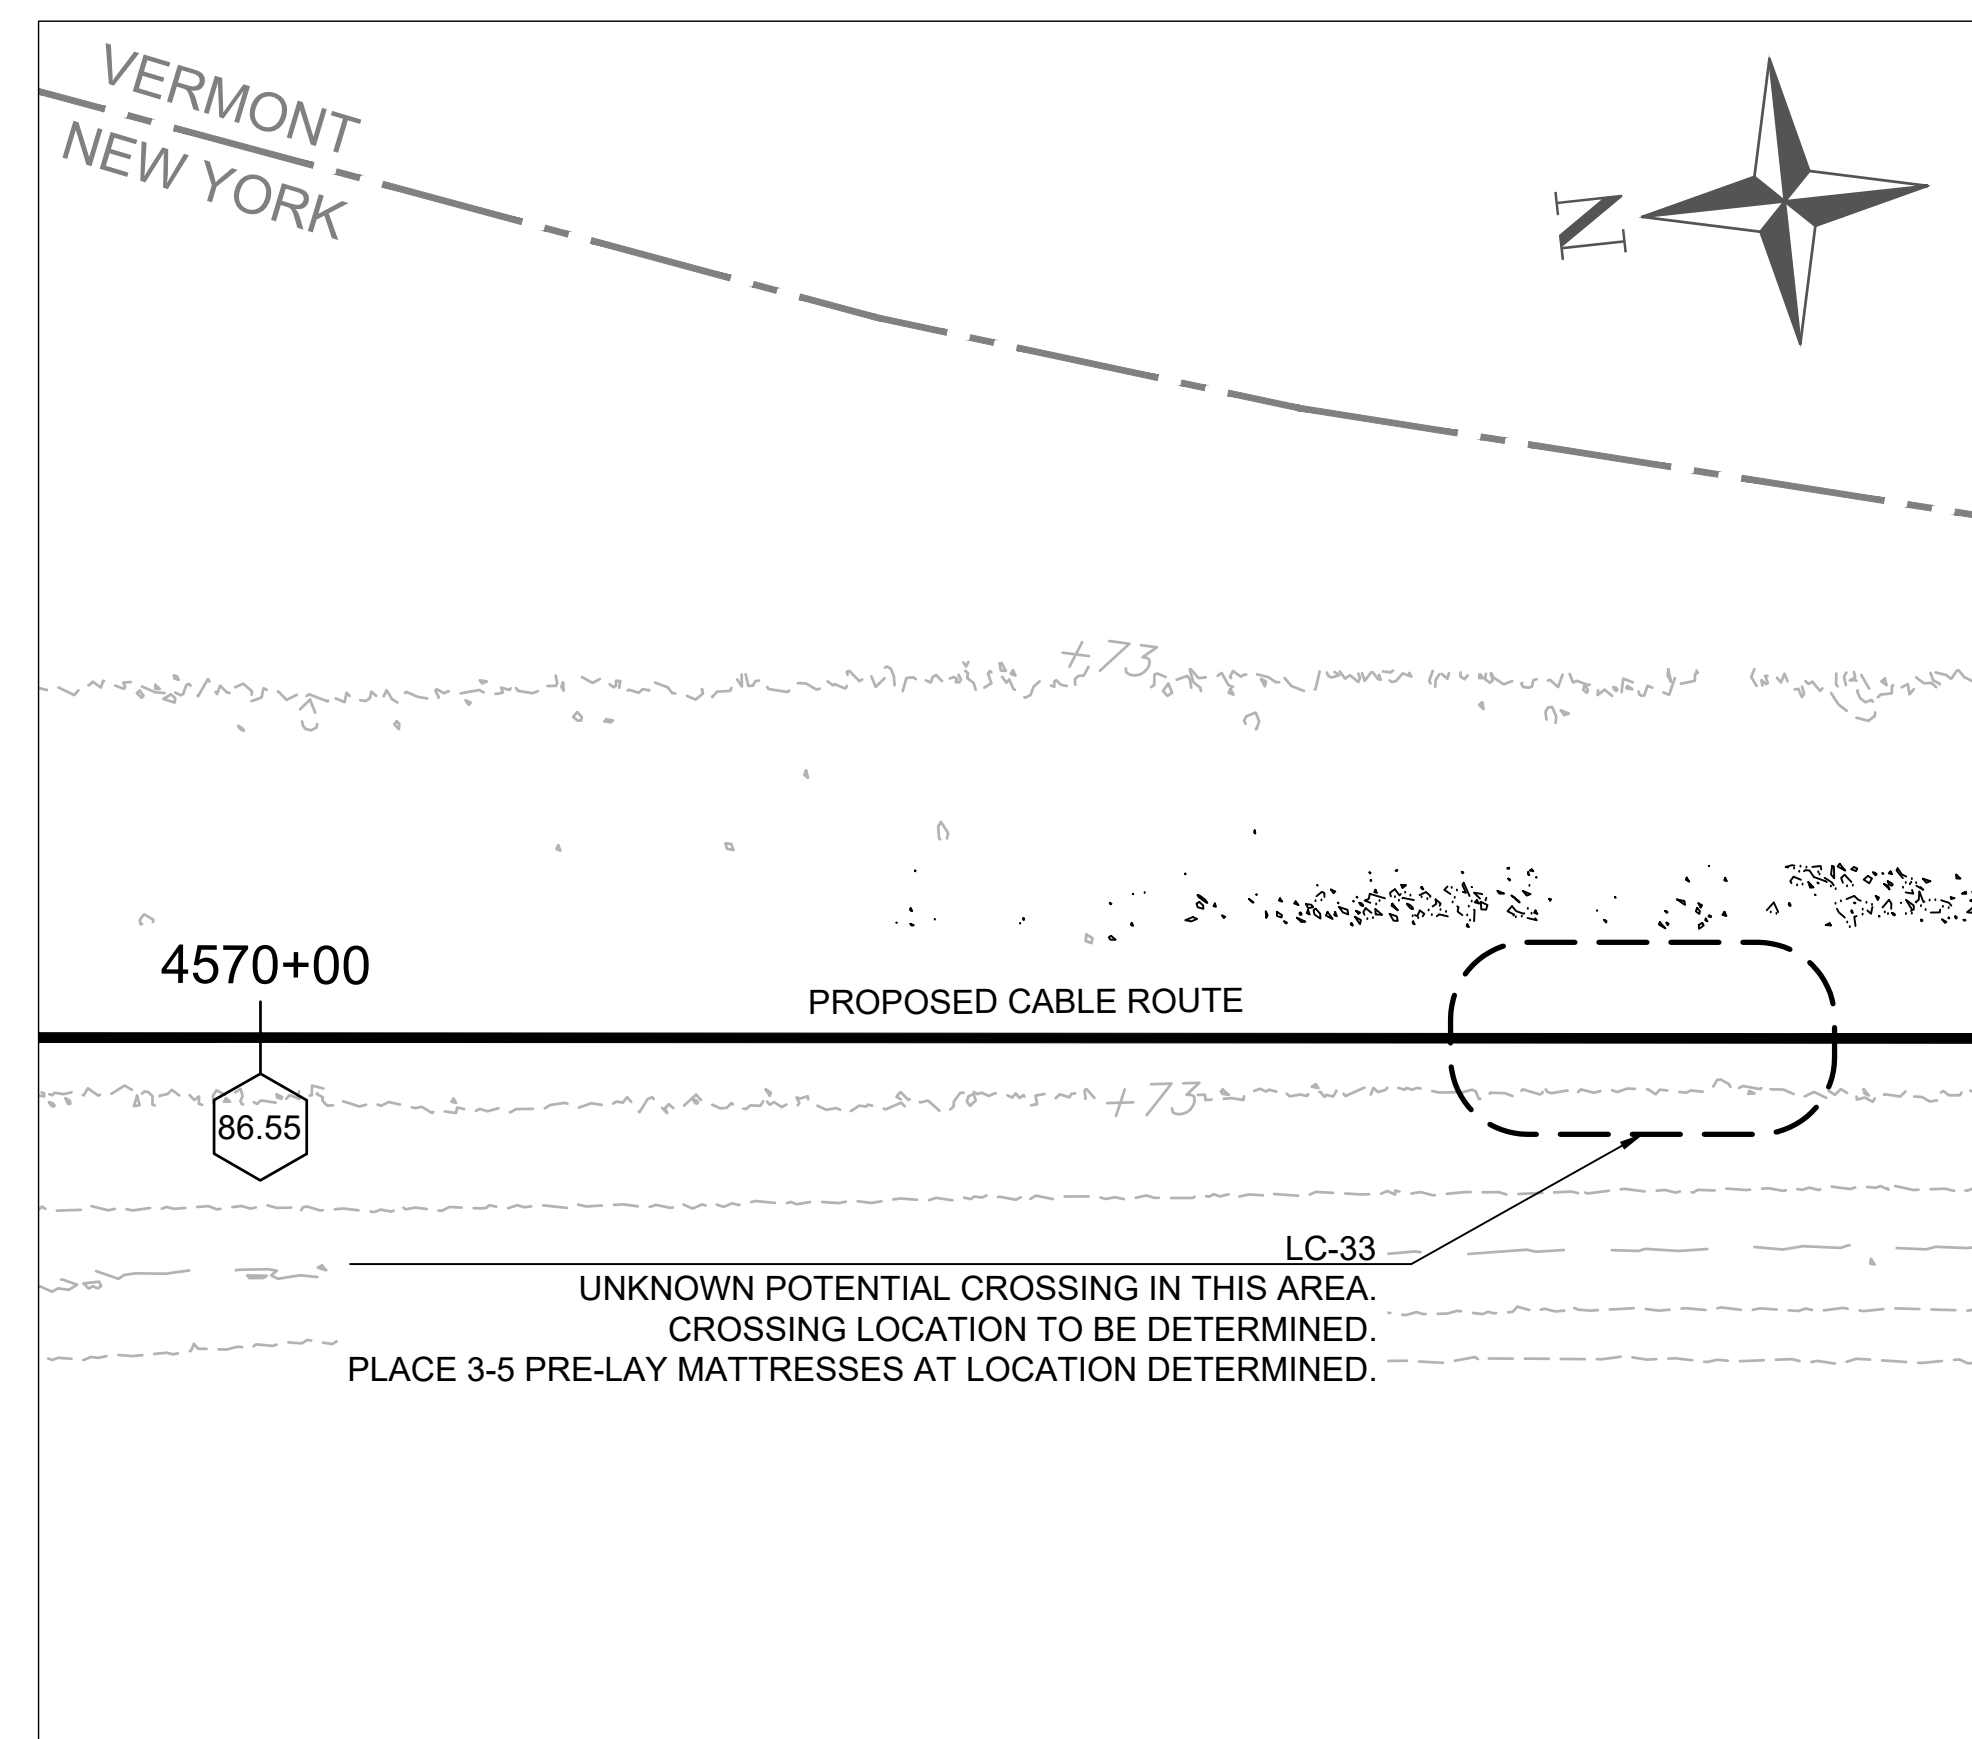 VERMONT
NEW YORK
N
+73
4570+00
PROPOSED CABLE ROUTE
+73
86.55
LC-33
UNKNOWN POTENTIAL CROSSING IN THIS AREA.
CROSSING LOCATION TO BE DETERMINED.
PLACE 3-5 PRE-LAY MATTRESSES AT LOCATION DETERMINED.